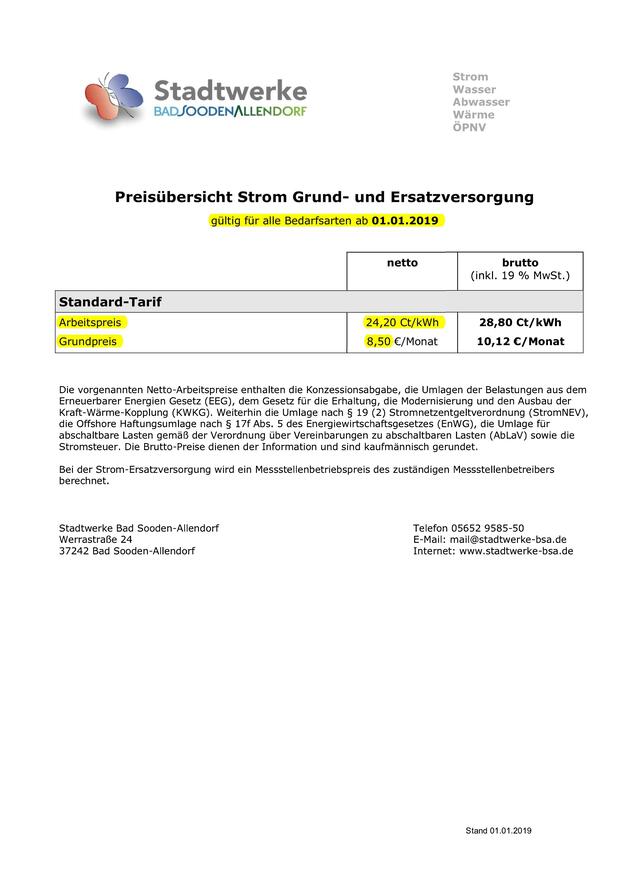 Stadtwerke
BADSOODENALLENDORF
Strom
Wasser
Abwasser
Wärme
ÖPNV
Preisübersicht Strom Grund- und Ersatzversorgung
gültig für alle Bedarfsarten ab 01.01.2019
netto brutto
(inkl. 19 % MwSt.)
Standard-Tarif
Arbeitspreis 24,20 Ct/kWh 28,80 Ct/kWh
Grundpreis 8,50 €/Monat 10,12 €/Monat
Die vorgenannten Netto-Arbeitspreise enthalten die Konzessionsabgabe, die Umlagen der Belastungen aus dem
Erneuerbarer Energien Gesetz (EEG), dem Gesetz für die Erhaltung, die Modernisierung und den Ausbau der
Kraft-Wärme-Kopplung (KWKG). Weiterhin die Umlage nach § 19 (2) Stromnetzentgeltverordnung (StromNEV),
die Offshore Haftungsumlage nach § 17f Abs. 5 des Energiewirtschaftsgesetzes (EnWG), die Umlage für
abschaltbare Lasten gemäß der Verordnung über Vereinbarungen zu abschaltbaren Lasten (AbLaV) sowie die
Stromsteuer. Die Brutto-Preise dienen der Information und sind kaufmännisch gerundet.
Bei der Strom-Ersatzversorgung wird ein Messstellenbetriebspreis des zuständigen Messstellenbetreibers
berechnet.
Stadtwerke Bad Sooden-Allendorf
Werrastraße 24
37242 Bad Sooden-Allendorf
Telefon 05652 9585-50
E-Mail: mail@stadtwerke-bsa.de
Internet: www.stadtwerke-bsa.de
Stand 01.01.2019